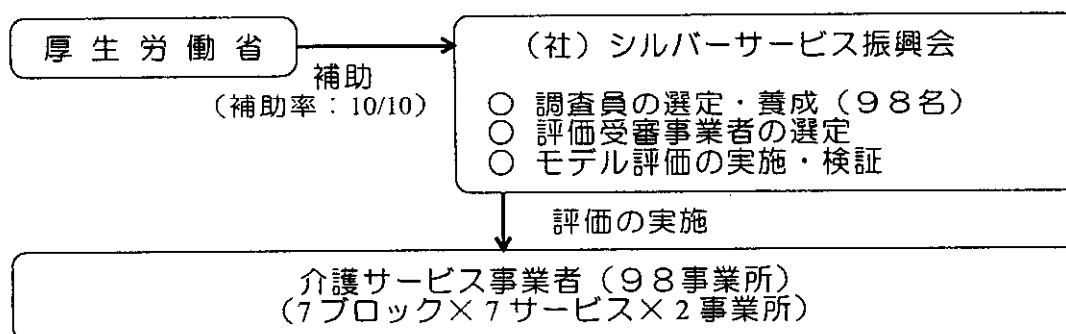 厚生労働省
補助
（補助率：10/10）
（社）シルバーサービス振興会
○ 調査員の選定・養成（９８名）
○ 評価受審事業者の選定
○ モデル評価の実施・検証
評価の実施
介護サービス事業者（９８事業所）
（７ブロック×７サービス×２事業所）